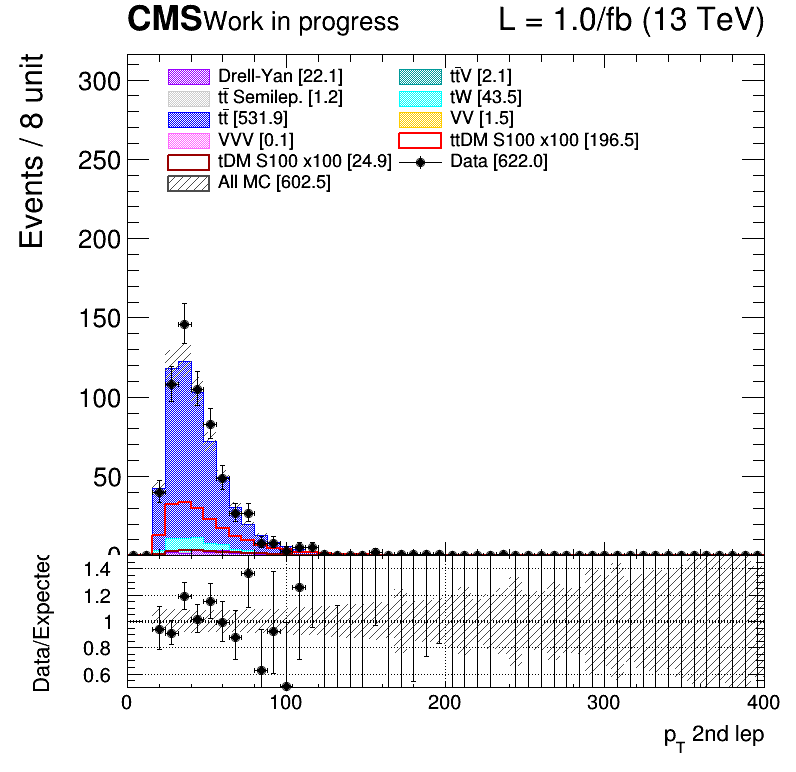 CMS Work in progress L = 1.0/fb (13 TeV)
Events / 8 unit
300
250
200
150
100
50
0
Drell-Yan [22.1] tt̄V [2.1]
tt̄ Semilep. [1.2] tW [43.5]
tt̄ [531.9] VV [1.5]
VVV [0.1] ttDM S100 x100 [196.5]
tDM S100 x100 [24.9] Data [622.0]
All MC [602.5]
Data/Expected
1.4
1.2
1
0.8
0.6
0 100 200 300 400
p_T 2nd lep